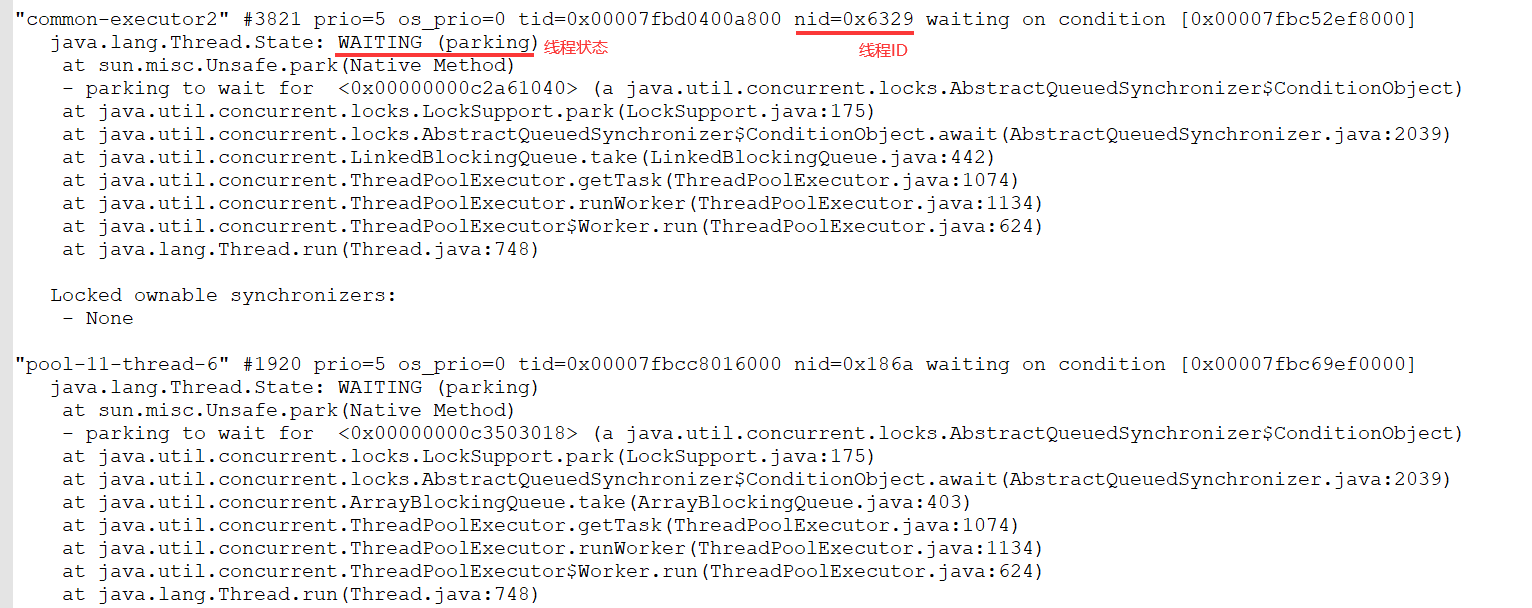 "common-executor2" #3821 prio=5 os_prio=0 tid=0x00007fbd0400a800 nid=0x6329 waiting on condition [0x00007fbc52ef8000]
java.lang.Thread.State: WAITING (parking) 线程状态 线程ID
at sun.misc.Unsafe.park(Native Method)
- parking to wait for  <0x00000000c2a61040> (a java.util.concurrent.locks.AbstractQueuedSynchronizer$ConditionObject)
at java.util.concurrent.locks.LockSupport.park(LockSupport.java:175)
at java.util.concurrent.locks.AbstractQueuedSynchronizer$ConditionObject.await(AbstractQueuedSynchronizer.java:2039)
at java.util.concurrent.LinkedBlockingQueue.take(LinkedBlockingQueue.java:442)
at java.util.concurrent.ThreadPoolExecutor.getTask(ThreadPoolExecutor.java:1074)
at java.util.concurrent.ThreadPoolExecutor.runWorker(ThreadPoolExecutor.java:1134)
at java.util.concurrent.ThreadPoolExecutor$Worker.run(ThreadPoolExecutor.java:624)
at java.lang.Thread.run(Thread.java:748)
Locked ownable synchronizers:
- None
"pool-11-thread-6" #1920 prio=5 os_prio=0 tid=0x00007fbcc8016000 nid=0x186a waiting on condition [0x00007fbc69ef0000]
java.lang.Thread.State: WAITING (parking)
at sun.misc.Unsafe.park(Native Method)
- parking to wait for  <0x00000000c3503018> (a java.util.concurrent.locks.AbstractQueuedSynchronizer$ConditionObject)
at java.util.concurrent.locks.LockSupport.park(LockSupport.java:175)
at java.util.concurrent.locks.AbstractQueuedSynchronizer$ConditionObject.await(AbstractQueuedSynchronizer.java:2039)
at java.util.concurrent.ArrayBlockingQueue.take(ArrayBlockingQueue.java:403)
at java.util.concurrent.ThreadPoolExecutor.getTask(ThreadPoolExecutor.java:1074)
at java.util.concurrent.ThreadPoolExecutor.runWorker(ThreadPoolExecutor.java:1134)
at java.util.concurrent.ThreadPoolExecutor$Worker.run(ThreadPoolExecutor.java:624)
at java.lang.Thread.run(Thread.java:748)